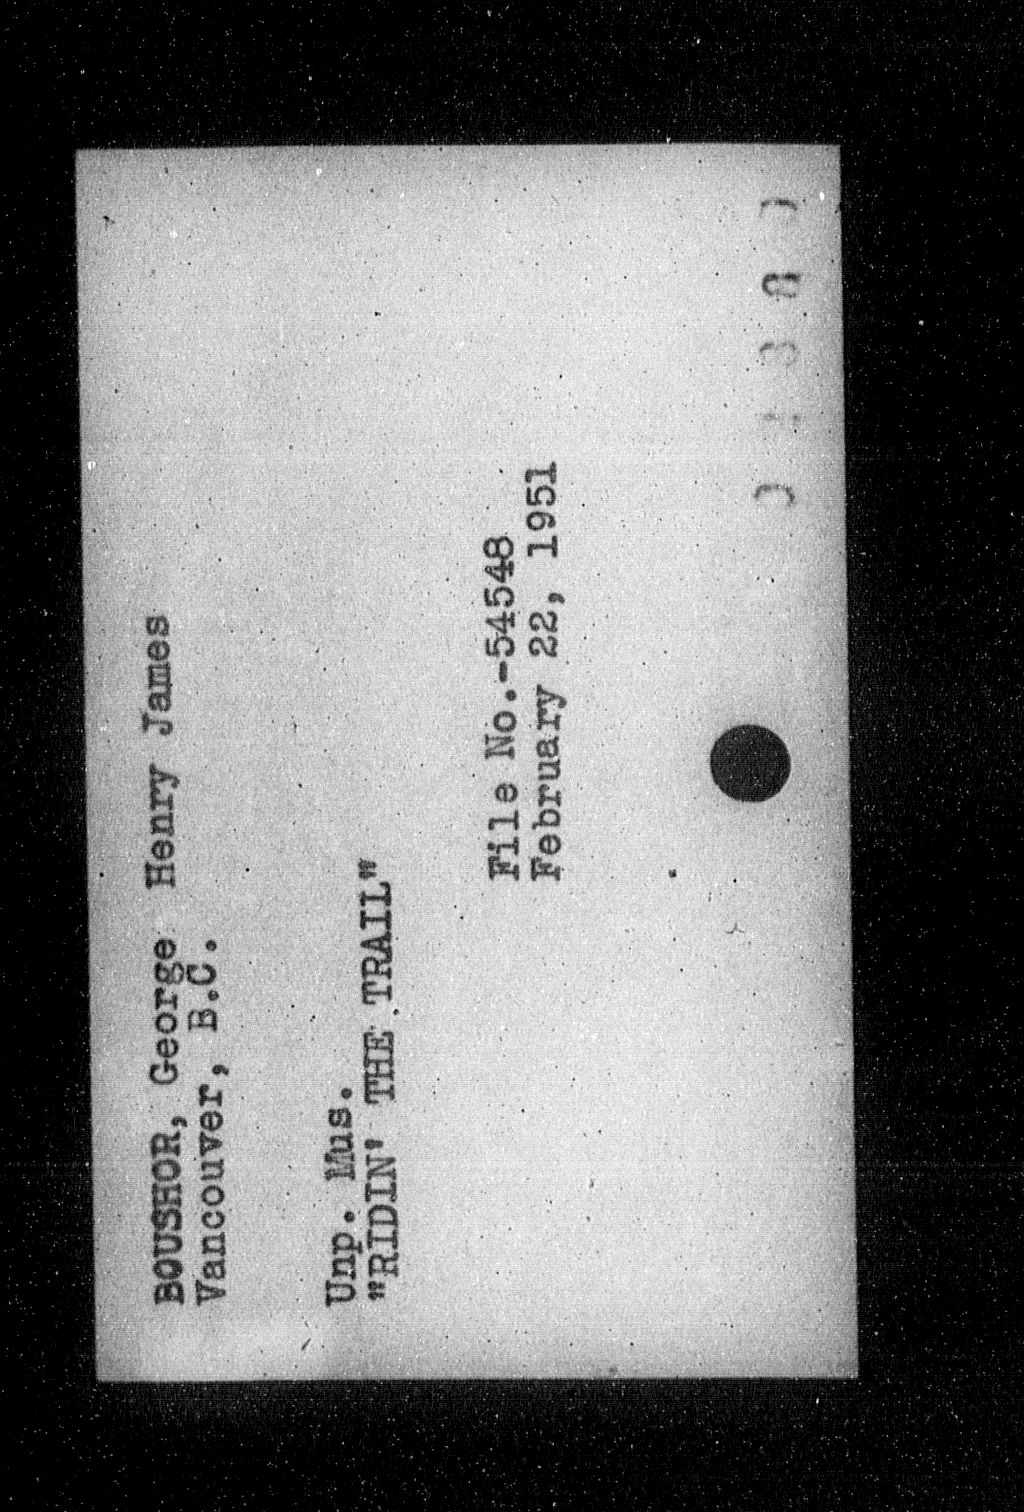 BOUSHOR, George Henry James
Vancouver, B.C.
Unp. Mus.
"RIDIN' THE TRAIL"
File No.-54548
February 22, 1951